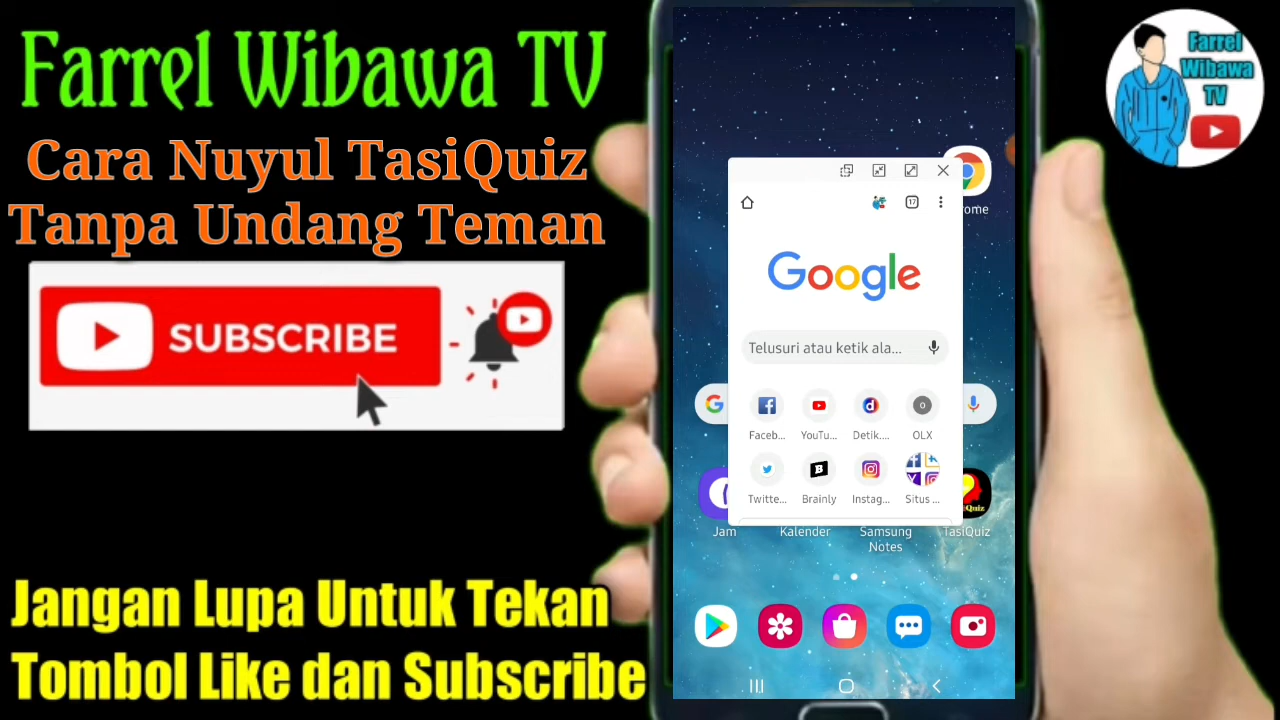 Farrel Wibawa TV
Cara Nuyul TasiQuiz
Tanpa Undang Teman
SUBSCRIBE
Jangan Lupa Untuk Tekan
Tombol Like dan Subscribe
Farrel
Wibawa
TV
17
Google
Telusuri atau ketik ala...
Faceb...
YouTu...
Detik....
OLX
Twitte...
Brainly
Instag...
Situs ...
Jam
Kalender
Samsung
Notes
TasiQuiz